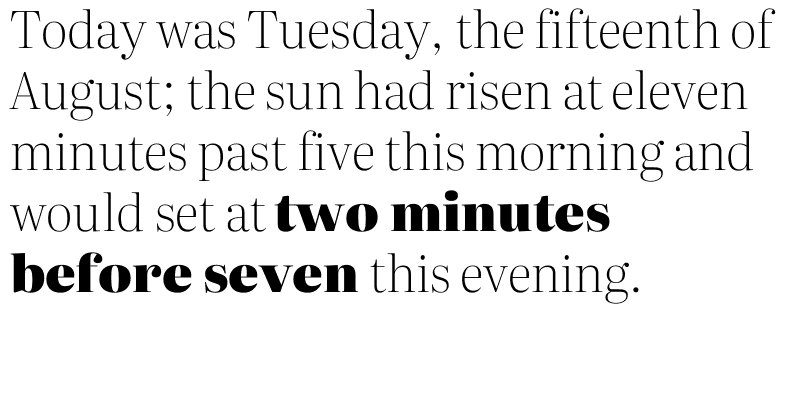 Today was Tuesday, the fifteenth of
August; the sun had risen at eleven
minutes past five this morning and
would set at two minutes
before seven this evening.